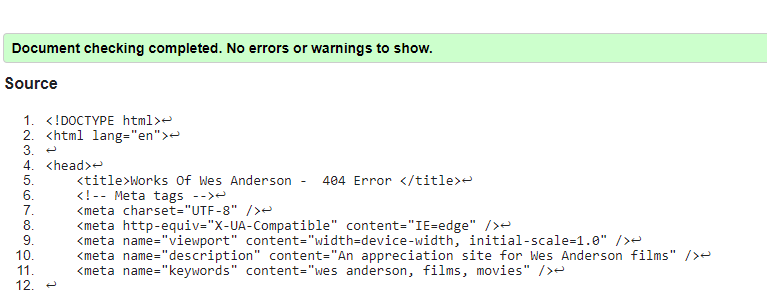 Document checking completed. No errors or warnings to show.
Source
1. <!DOCTYPE html>↩
2. <html lang="en">↩
3. ↩
4. <head>↩
5.     <title>Works Of Wes Anderson -  404 Error </title>↩
6.     <!-- Meta tags -->↩
7.     <meta charset="UTF-8" />↩
8.     <meta http-equiv="X-UA-Compatible" content="IE=edge" />↩
9.     <meta name="viewport" content="width=device-width, initial-scale=1.0" />↩
10.     <meta name="description" content="An appreciation site for Wes Anderson films" />↩
11.     <meta name="keywords" content="wes anderson, films, movies" />↩
12. ↩